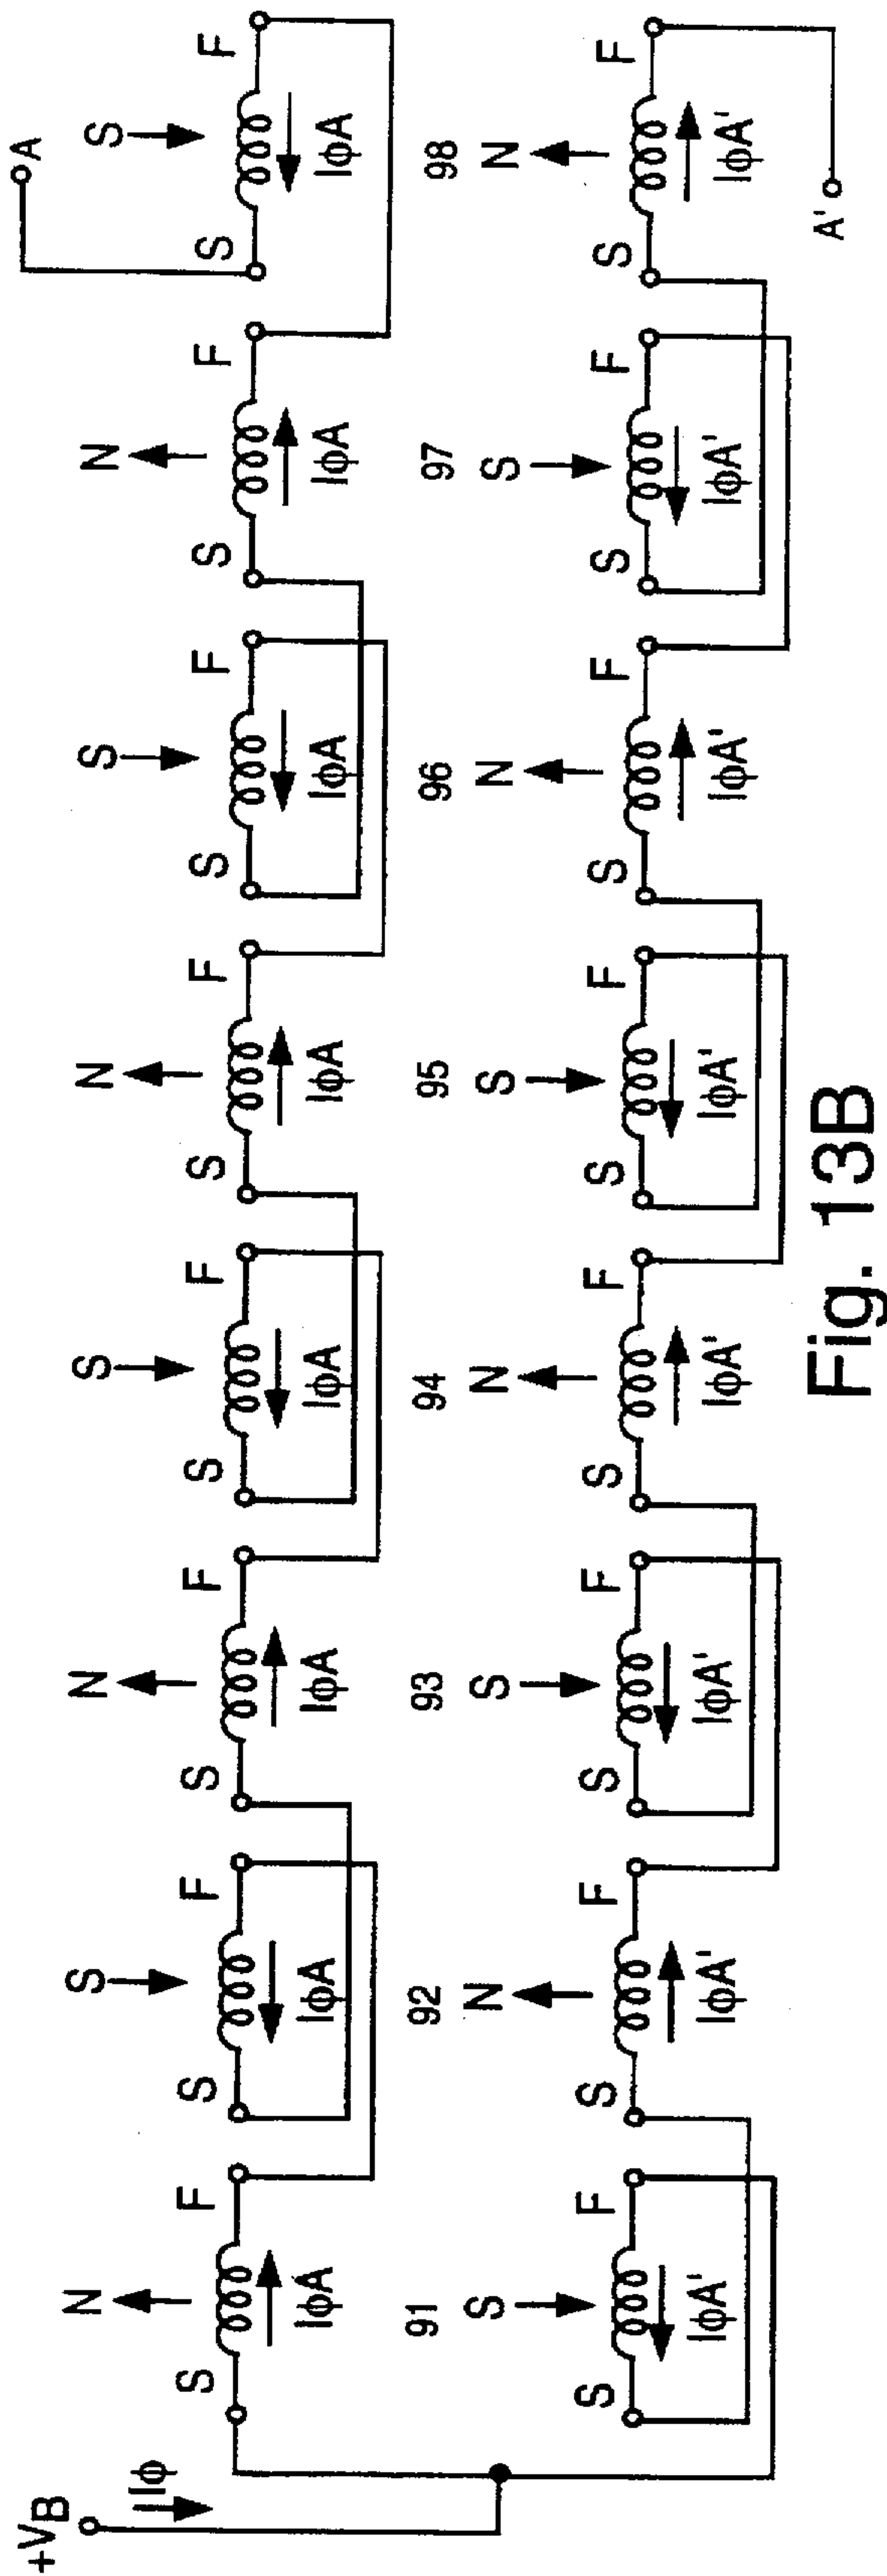 A
+VB
Iϕ
N S N S N S N S
S F S F S F S F S F S F S F S F
IϕA IϕA IϕA IϕA IϕA IϕA IϕA IϕA
91 92 93 94 95 96 97 98
S N S N S N S N
S F S F S F S F S F S F S F S F
IϕA' IϕA' IϕA' IϕA' IϕA' IϕA' IϕA' IϕA'
A'
Fig. 13B